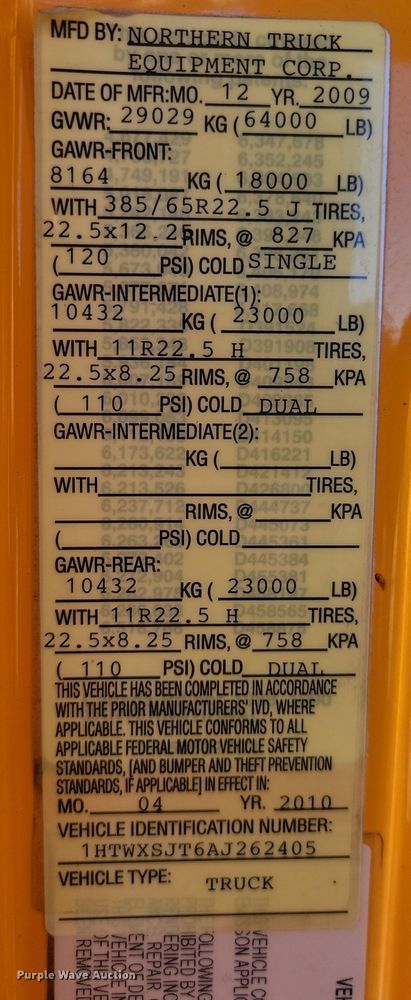 MFD BY: NORTHERN TRUCK
EQUIPMENT CORP.
DATE OF MFR:MO. 12 YR. 2009
GVWR: 29029 KG ( 64000 LB)
GAWR-FRONT:
8164 KG ( 18000 LB)
WITH 385/65R22.5 J TIRES,
22.5x12.25 RIMS, @ 827 KPA
( 120 PSI) COLD SINGLE
GAWR-INTERMEDIATE(1):
10432 KG ( 23000 LB)
WITH 11R22.5 H TIRES,
22.5x8.25 RIMS, @ 758 KPA
( 110 PSI) COLD DUAL
GAWR-INTERMEDIATE(2):
KG ( LB)
WITH TIRES,
RIMS, @ KPA
( PSI) COLD
GAWR-REAR:
10432 KG ( 23000 LB)
WITH 11R22.5 H TIRES,
22.5x8.25 RIMS, @ 758 KPA
( 110 PSI) COLD DUAL
THIS VEHICLE HAS BEEN COMPLETED IN ACCORDANCE
WITH THE PRIOR MANUFACTURERS' IVD, WHERE
APPLICABLE. THIS VEHICLE CONFORMS TO ALL
APPLICABLE FEDERAL MOTOR VEHICLE SAFETY
STANDARDS, [AND BUMPER AND THEFT PREVENTION
STANDARDS, IF APPLICABLE] IN EFFECT IN:
MO. 04 YR. 2010
VEHICLE IDENTIFICATION NUMBER:
1HTWXSJT6AJ262405
VEHICLE TYPE: TRUCK
Purple Wave Auction